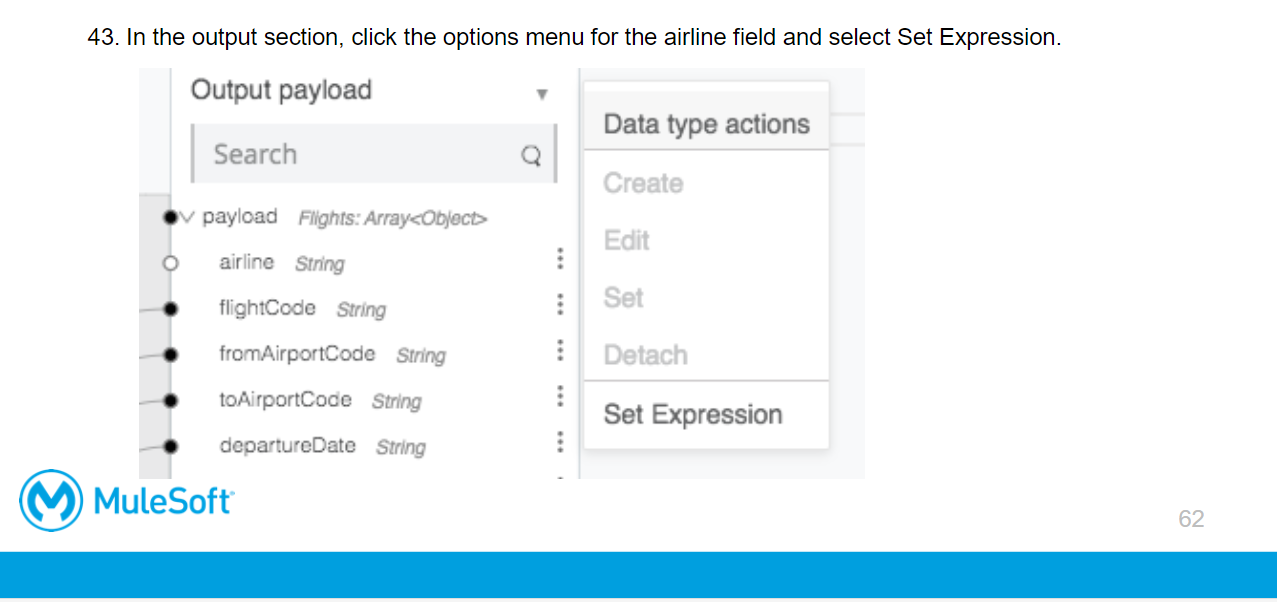 43. In the output section, click the options menu for the airline field and select Set Expression.
Output payload
Search
payload Flights: Array<Object>
airline String
flightCode String
fromAirportCode String
toAirportCode String
departureDate String
Data type actions
Create
Edit
Set
Detach
Set Expression
MuleSoft
62